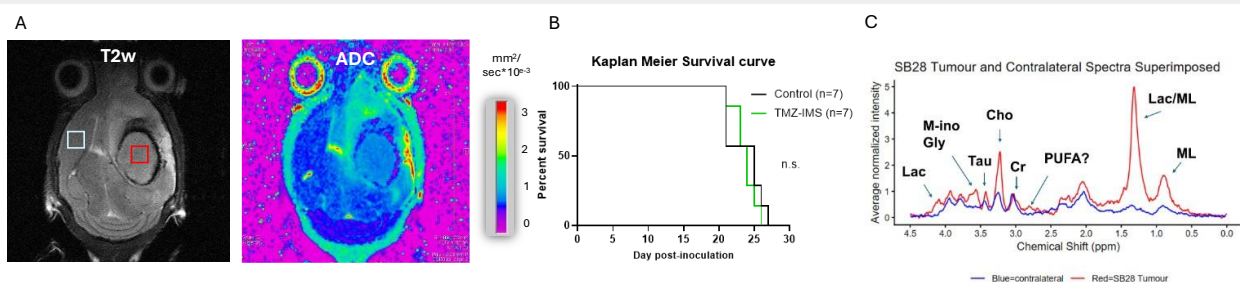 A
T2w
ADC
mm²/
sec*10ᵉ⁻³
3
2
1
0
B
Kaplan Meier Survival curve
Percent survival
100
50
0
0 5 10 15 20 25 30
Day post-inoculation
Control (n=7)
TMZ-IMS (n=7)
n.s.
C
SB28 Tumour and Contralateral Spectra Superimposed
Average normalized intensity
5
4
3
2
1
0
Lac
M-ino
Gly
Tau
Cho
Cr
PUFA?
Lac/ML
ML
4.5 4.0 3.5 3.0 2.5 2.0 1.5 1.0 0.5 0.0
Chemical Shift (ppm)
Blue=contralateral Red=SB28 Tumour